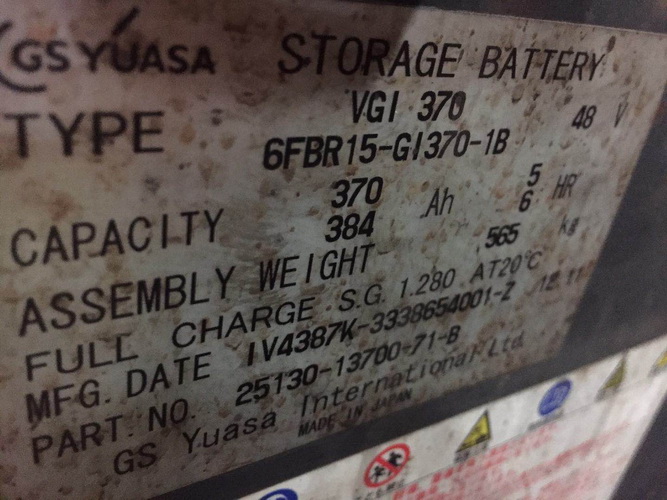 GS YUASA STORAGE BATTERY
TYPE VGI 370 48 V
6FBR15-GI370-1B
CAPACITY 370 Ah 5 HR
384 6
ASSEMBLY WEIGHT 565 kg
FULL CHARGE S.G. 1.280 AT20℃
MFG. DATE IV4387K-3338654001-Z /12.11
PART. NO. 25130-13700-71-B
GS Yuasa International Ltd.
MADE IN JAPAN